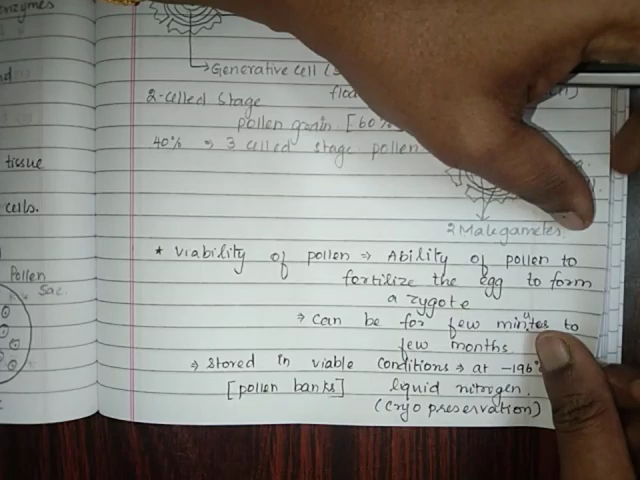 enzymes
Generative cell
2-celled stage
pollen grain [60%
40% ⇒ 3 celled stage pollen
tissue
cells.
2 Malegametes.
* Viability of pollen ⇒ Ability of pollen to
fertilize the egg to form
a zygote
Pollen
Sac.
⇒ can be for few minutes to
few months
⇒ Stored in viable conditions ⇒ at -196°
[pollen banks] liquid nitrogen.
(Cryo preservation)